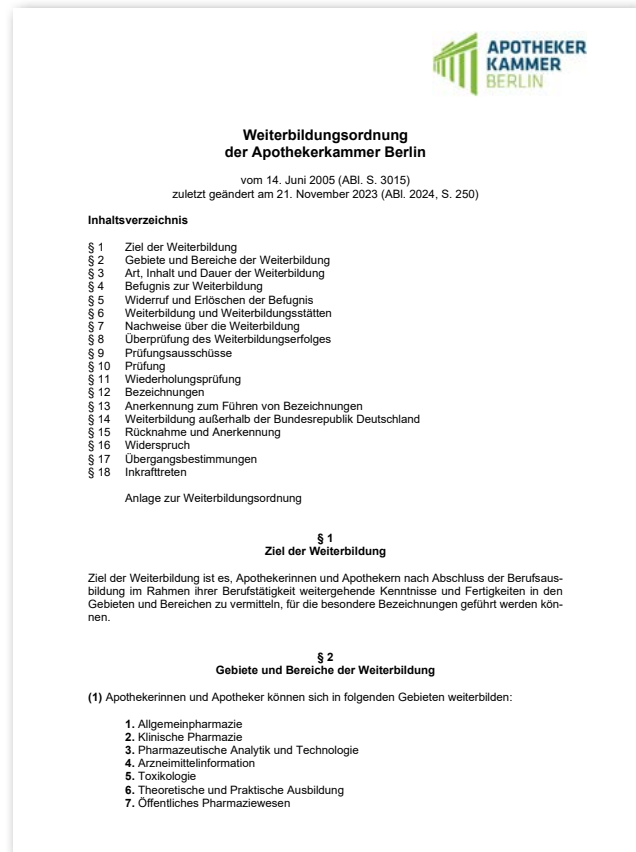 APOTHEKER
KAMMER
BERLIN
Weiterbildungsordnung
der Apothekerkammer Berlin
vom 14. Juni 2005 (ABl. S. 3015)
zuletzt geändert am 21. November 2023 (ABl. 2024, S. 250)
Inhaltsverzeichnis
§ 1 Ziel der Weiterbildung
§ 2 Gebiete und Bereiche der Weiterbildung
§ 3 Art, Inhalt und Dauer der Weiterbildung
§ 4 Befugnis zur Weiterbildung
§ 5 Widerruf und Erlöschen der Befugnis
§ 6 Weiterbildung und Weiterbildungsstätten
§ 7 Nachweise über die Weiterbildung
§ 8 Überprüfung des Weiterbildungserfolges
§ 9 Prüfungsausschüsse
§ 10 Prüfung
§ 11 Wiederholungsprüfung
§ 12 Bezeichnungen
§ 13 Anerkennung zum Führen von Bezeichnungen
§ 14 Weiterbildung außerhalb der Bundesrepublik Deutschland
§ 15 Rücknahme und Anerkennung
§ 16 Widerspruch
§ 17 Übergangsbestimmungen
§ 18 Inkrafttreten
Anlage zur Weiterbildungsordnung
§ 1
Ziel der Weiterbildung
Ziel der Weiterbildung ist es, Apothekerinnen und Apothekern nach Abschluss der Berufsaus-
bildung im Rahmen ihrer Berufstätigkeit weitergehende Kenntnisse und Fertigkeiten in den
Gebieten und Bereichen zu vermitteln, für die besondere Bezeichnungen geführt werden kön-
nen.
§ 2
Gebiete und Bereiche der Weiterbildung
(1) Apothekerinnen und Apotheker können sich in folgenden Gebieten weiterbilden:
1. Allgemeinpharmazie
2. Klinische Pharmazie
3. Pharmazeutische Analytik und Technologie
4. Arzneimittelinformation
5. Toxikologie
6. Theoretische und Praktische Ausbildung
7. Öffentliches Pharmaziewesen